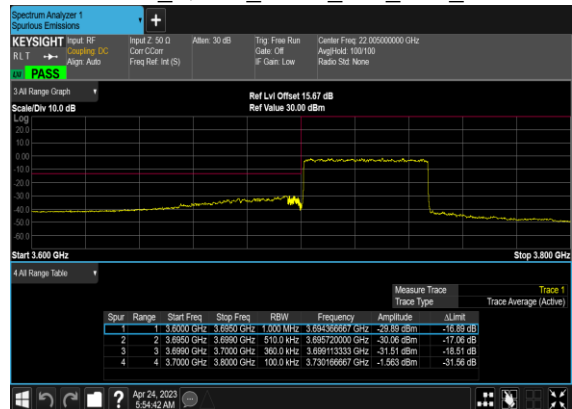 Spectrum Analyzer 1
Spurious Emissions
KEYSIGHT Input: RF Input Z: 50 Ω Atten: 30 dB Trig: Free Run Center Freq: 22.005000000 GHz
RLT Coupling: DC Corr CCorr Gate: Off Avg|Hold: 100/100
Align: Auto Freq Ref: Int (S) IF Gain: Low Radio Std: None
PASS
3 All Range Graph
Ref Lvl Offset 15.67 dB
Scale/Div 10.0 dB Ref Value 30.00 dBm
Log
20.0
10.0
0.00
-10.0
-20.0
-30.0
-40.0
-50.0
-60.0
Start 3.600 GHz Stop 3.800 GHz
4 All Range Table
Measure Trace Trace 1
Trace Type Trace Average (Active)
Spur Range Start Freq Stop Freq RBW Frequency Amplitude ΔLimit
1 1 3.6000 GHz 3.6950 GHz 1.000 MHz 3.694366667 GHz -29.89 dBm -16.89 dB
2 2 3.6950 GHz 3.6990 GHz 510.0 kHz 3.695720000 GHz -30.06 dBm -17.06 dB
3 3 3.6990 GHz 3.7000 GHz 360.0 kHz 3.699113333 GHz -31.51 dBm -18.51 dB
4 4 3.7000 GHz 3.8000 GHz 100.0 kHz 3.730166667 GHz -1.563 dBm -31.56 dB
? Apr 24, 2023
5:54:42 AM